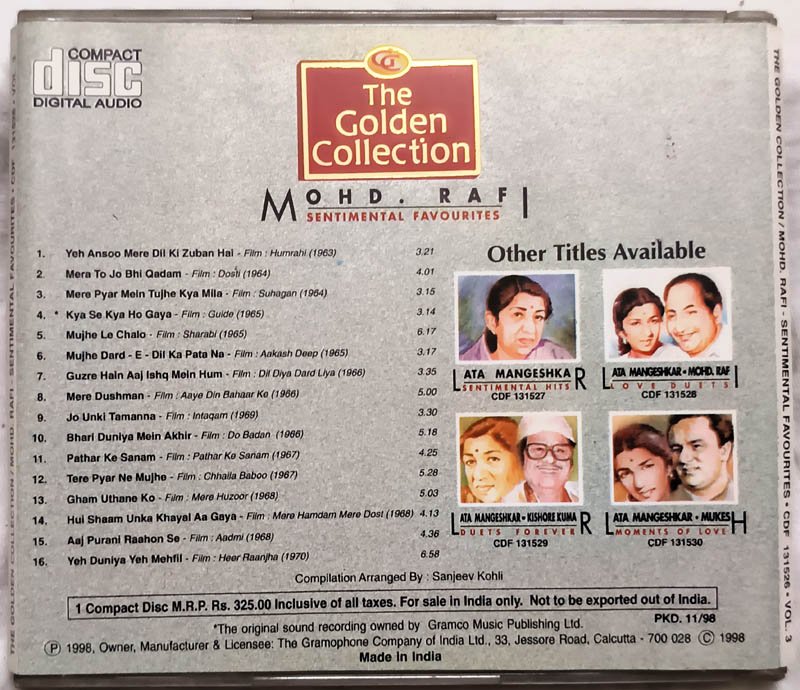 COMPACT
disc
DIGITAL AUDIO
The
Golden
Collection
MOHD. RAFI
SENTIMENTAL FAVOURITES
1. Yeh Ansoo Mere Dil Ki Zuban Hai - Film : Humrahi (1963) 3.21
2. Mera To Jo Bhi Qadam - Film : Dosti (1964) 4.01
3. Mere Pyar Mein Tujhe Kya Mila - Film : Suhagan (1964) 3.15
4. * Kya Se Kya Ho Gaya - Film : Guide (1965) 3.14
5. Mujhe Le Chalo - Film : Sharabi (1965) 6.17
6. Mujhe Dard - E - Dil Ka Pata Na - Film : Aakash Deep (1965) 3.17
7. Guzre Hain Aaj Ishq Mein Hum - Film : Dil Diya Dard Liya (1966) 3.35
8. Mere Dushman - Film : Aaye Din Bahaar Ke (1966) 5.00
9. Jo Unki Tamanna - Film : Intaqam (1969) 3.30
10. Bhari Duniya Mein Akhir - Film : Do Badan (1966) 5.18
11. Pathar Ke Sanam - Film : Pathar Ke Sanam (1967) 4.25
12. Tere Pyar Ne Mujhe - Film : Chhalla Baboo (1967) 5.28
13. Gham Uthane Ko - Film : Mere Huzoor (1968) 5.03
14. Hui Shaam Unka Khayal Aa Gaya - Film : Mere Hamdam Mere Dost (1968) 4.13
15. Aaj Purani Raahon Se - Film : Aadmi (1968) 4.36
16. Yeh Duniya Yeh Mehfil - Film : Heer Raanjha (1970) 6.58
Other Titles Available
LATA MANGESHKAR
SENTIMENTAL HITS
CDF 131527
LATA MANGESHKAR • MOHD. RAFI
LOVE DUETS
CDF 131528
LATA MANGESHKAR • KISHORE KUMAR
DUETS FOREVER
CDF 131529
LATA MANGESHKAR • MUKESH
MOMENTS OF LOVE
CDF 131530
Compilation Arranged By : Sanjeev Kohli
1 Compact Disc M.R.P. Rs. 325.00 Inclusive of all taxes. For sale in India only. Not to be exported out of India.
*The original sound recording owned by Gramco Music Publishing Ltd. PKD. 11/98
Ⓟ 1998, Owner, Manufacturer & Licensee: The Gramophone Company of India Ltd., 33, Jessore Road, Calcutta - 700 028 © 1998
Made in India
THE GOLDEN COLLECTION / MOHD. RAFI - SENTIMENTAL FAVOURITES • CDF 131526 • VOL. 3
THE GOLDEN COLLECTION / MOHD. RAFI - SENTIMENTAL FAVOURITES • CDF 131526 • VOL. 3